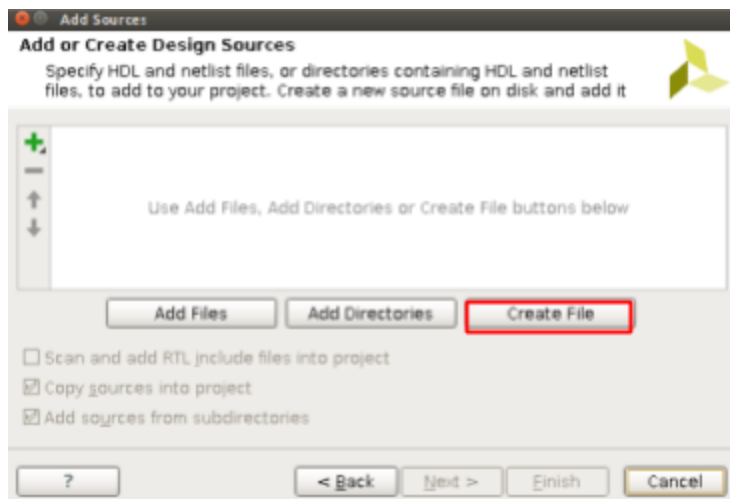 Add Sources
Add or Create Design Sources
Specify HDL and netlist files, or directories containing HDL and netlist
files, to add to your project. Create a new source file on disk and add it
Use Add Files, Add Directories or Create File buttons below
Add Files Add Directories Create File
Scan and add RTL include files into project
Copy sources into project
Add sources from subdirectories
? < Back Next > Finish Cancel